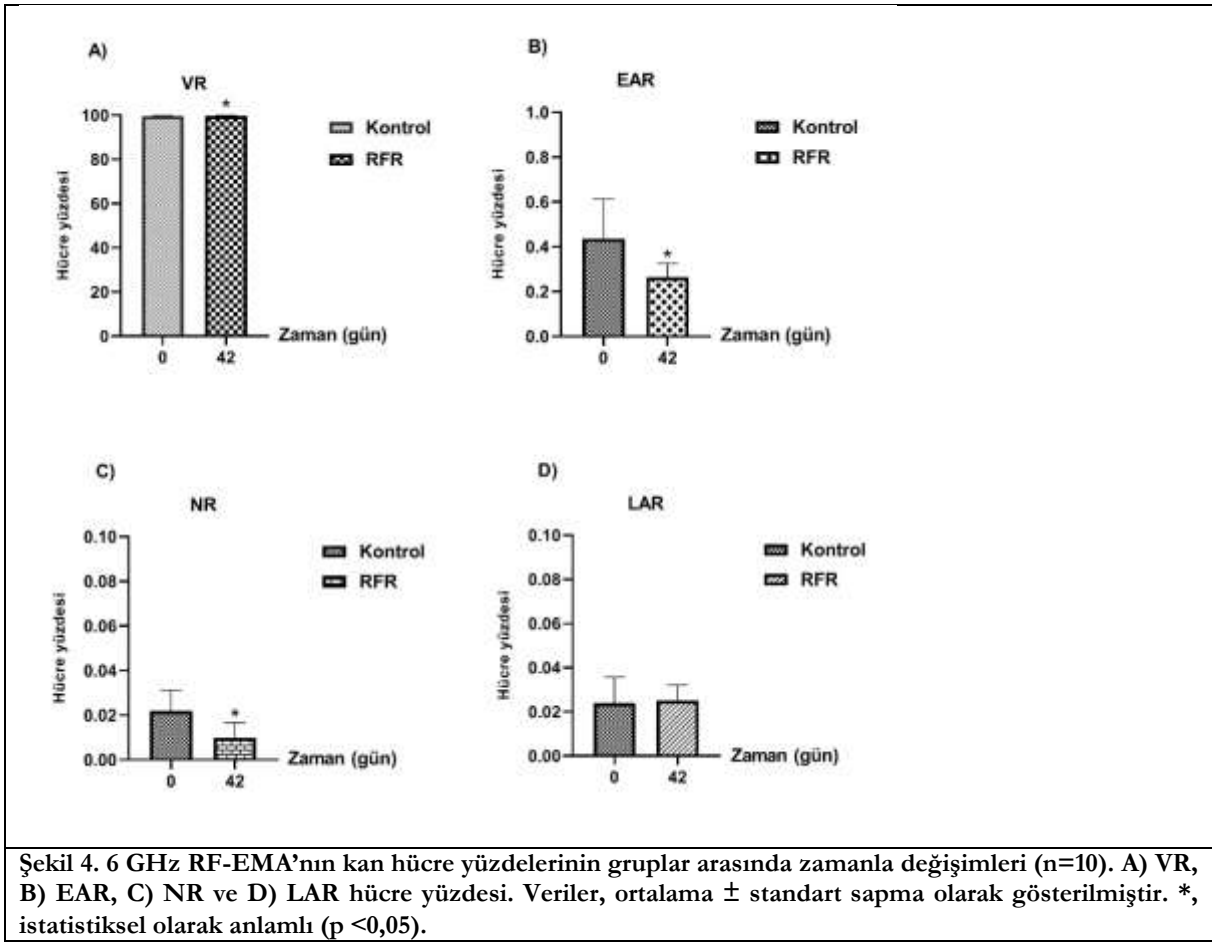 A)
VR
*
100
80
60
40
20
0
Hücre yüzdesi
0 42
Zaman (gün)
Kontrol
RFR
B)
EAR
1.0
0.8
0.6
0.4
0.2
0.0
Hücre yüzdesi
*
0 42
Zaman (gün)
Kontrol
RFR
C)
NR
0.10
0.08
0.06
0.04
0.02
0.00
Hücre yüzdesi
*
0 42
Zaman (gün)
Kontrol
RFR
D)
LAR
0.10
0.08
0.06
0.04
0.02
0.00
Hücre yüzdesi
0 42
Zaman (gün)
Kontrol
RFR
Şekil 4. 6 GHz RF-EMA’nın kan hücre yüzdelerinin gruplar arasında zamanla değişimleri (n=10). A) VR,
B) EAR, C) NR ve D) LAR hücre yüzdesi. Veriler, ortalama ± standart sapma olarak gösterilmiştir. *,
istatistiksel olarak anlamlı (p <0,05).